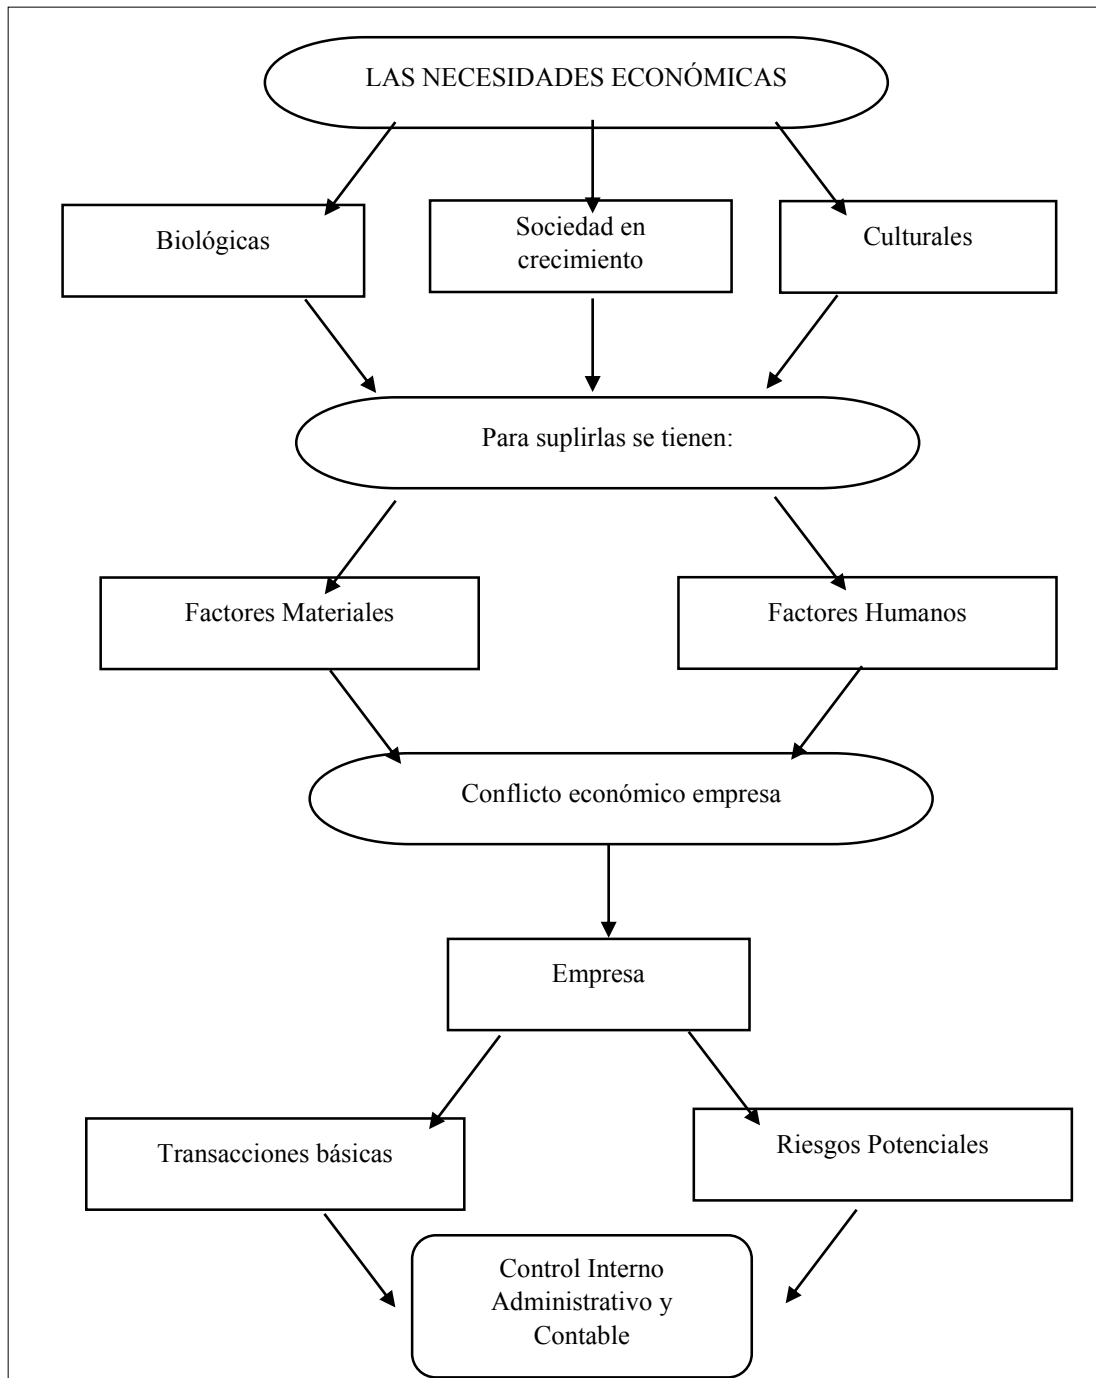 LAS NECESIDADES ECONÓMICAS
Biológicas
Sociedad en
crecimiento
Culturales
Para suplirlas se tienen:
Factores Materiales
Factores Humanos
Conflicto económico empresa
Empresa
Transacciones básicas
Riesgos Potenciales
Control Interno
Administrativo y
Contable